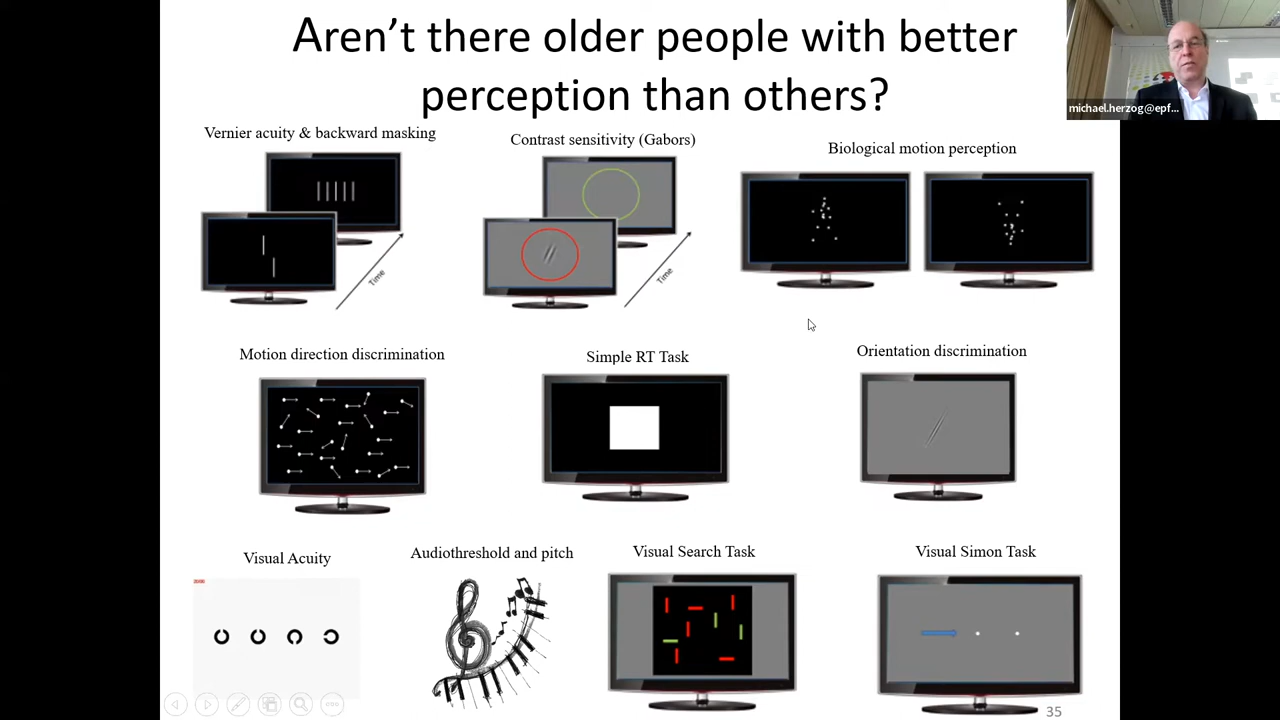 Aren't there older people with better
perception than others?
michael.herzog@epf...
Vernier acuity & backward masking
Contrast sensitivity (Gabors)
Biological motion perception
Time
Time
Motion direction discrimination
Simple RT Task
Orientation discrimination
Visual Acuity
Audiothreshold and pitch
Visual Search Task
Visual Simon Task
35